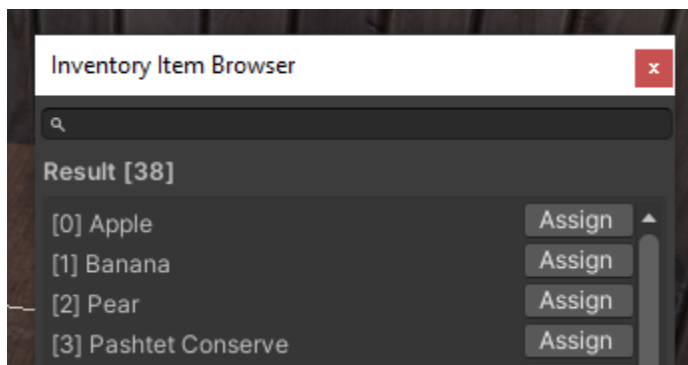 Inventory Item Browser x
Result [38]
[0] Apple Assign
[1] Banana Assign
[2] Pear Assign
[3] Pashtet Conserve Assign